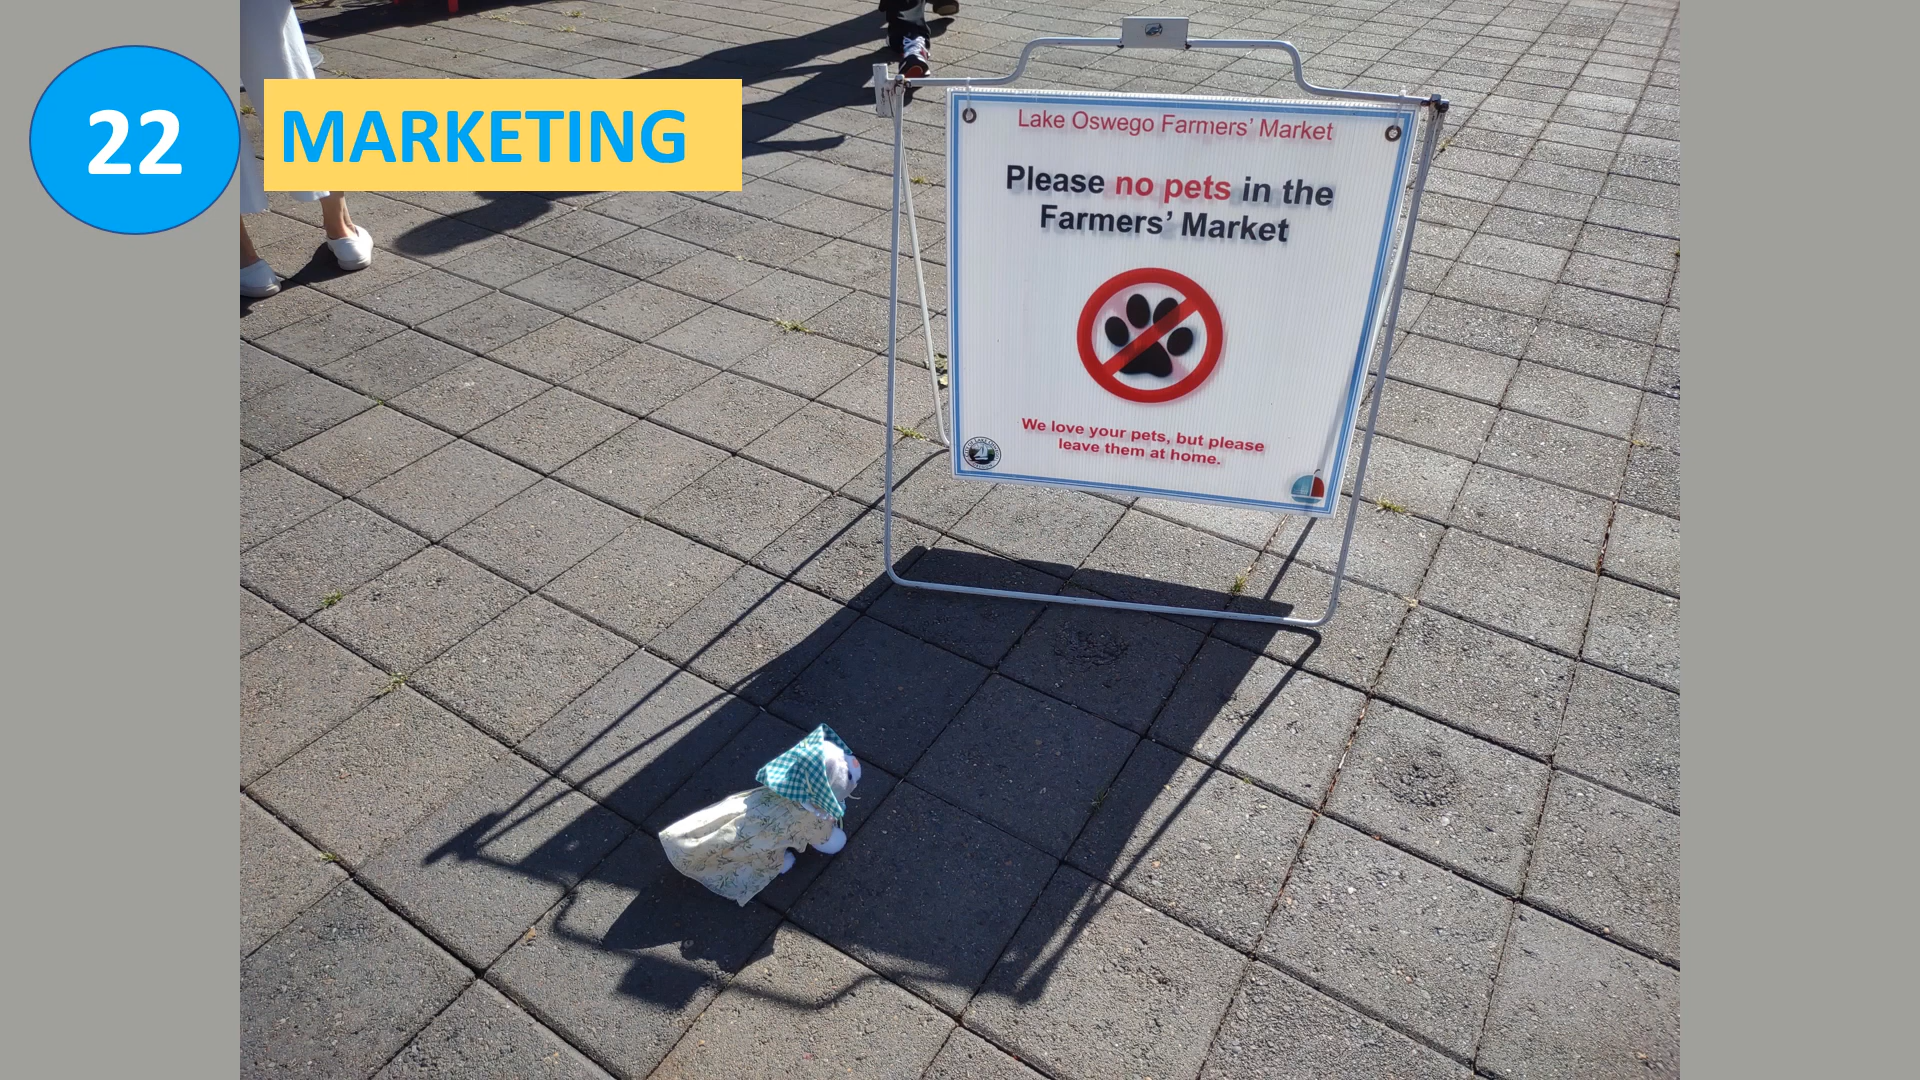 22
MARKETING
Lake Oswego Farmers' Market
Please no pets in the
Farmers' Market
We love your pets, but please
leave them at home.